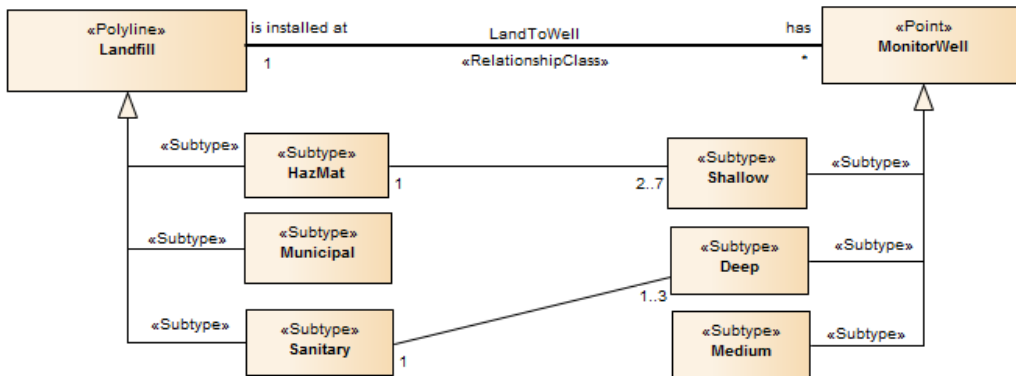 «Polyline»
Landfill
is installed at
LandToWell
has
«Point»
MonitorWell
1
«RelationshipClass»
*
«Subtype»
«Subtype»
HazMat
1
2..7
«Subtype»
Shallow
«Subtype»
«Subtype»
«Subtype»
Municipal
«Subtype»
Deep
«Subtype»
1..3
«Subtype»
«Subtype»
Sanitary
1
«Subtype»
Medium
«Subtype»